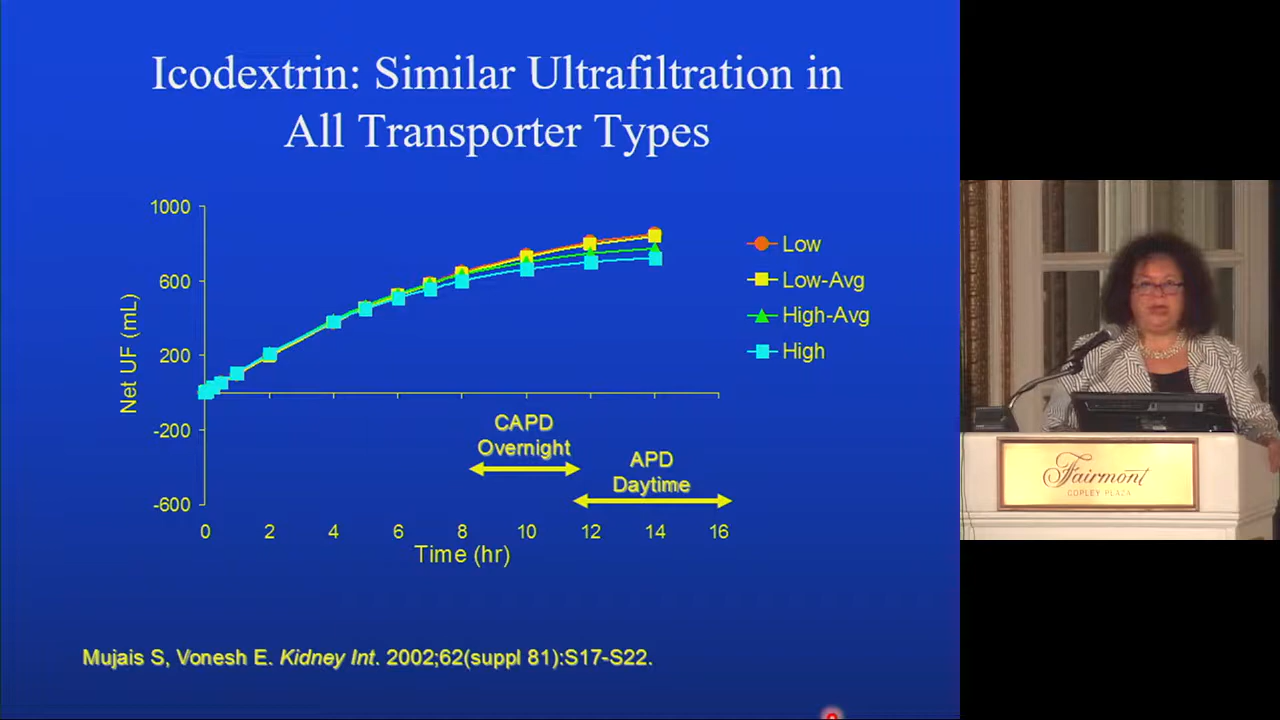 Icodextrin: Similar Ultrafiltration in
All Transporter Types
1000
600
200
-200
-600
Net UF (mL)
Low
Low-Avg
High-Avg
High
CAPD
Overnight
APD
Daytime
0 2 4 6 8 10 12 14 16
Time (hr)
Mujais S, Vonesh E. Kidney Int. 2002;62(suppl 81):S17-S22.
Fairmont
COPLEY PLAZA